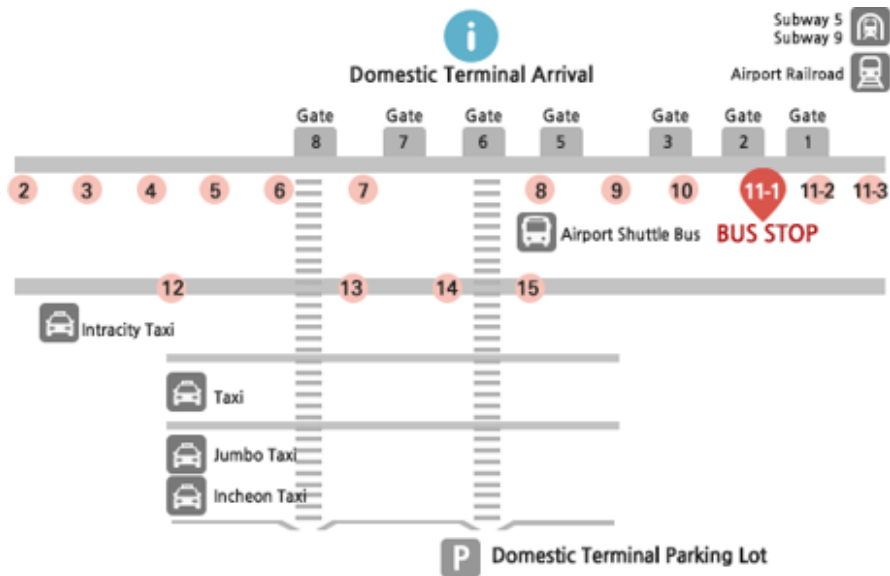 Subway 5
Subway 9
Domestic Terminal Arrival
Airport Railroad
Gate Gate Gate Gate Gate Gate Gate
8 7 6 5 3 2 1
2 3 4 5 6 7 8 9 10 11-1 11-2 11-3
Airport Shuttle Bus BUS STOP
12 13 14 15
Intracity Taxi
Taxi
Jumbo Taxi
Incheon Taxi
P Domestic Terminal Parking Lot